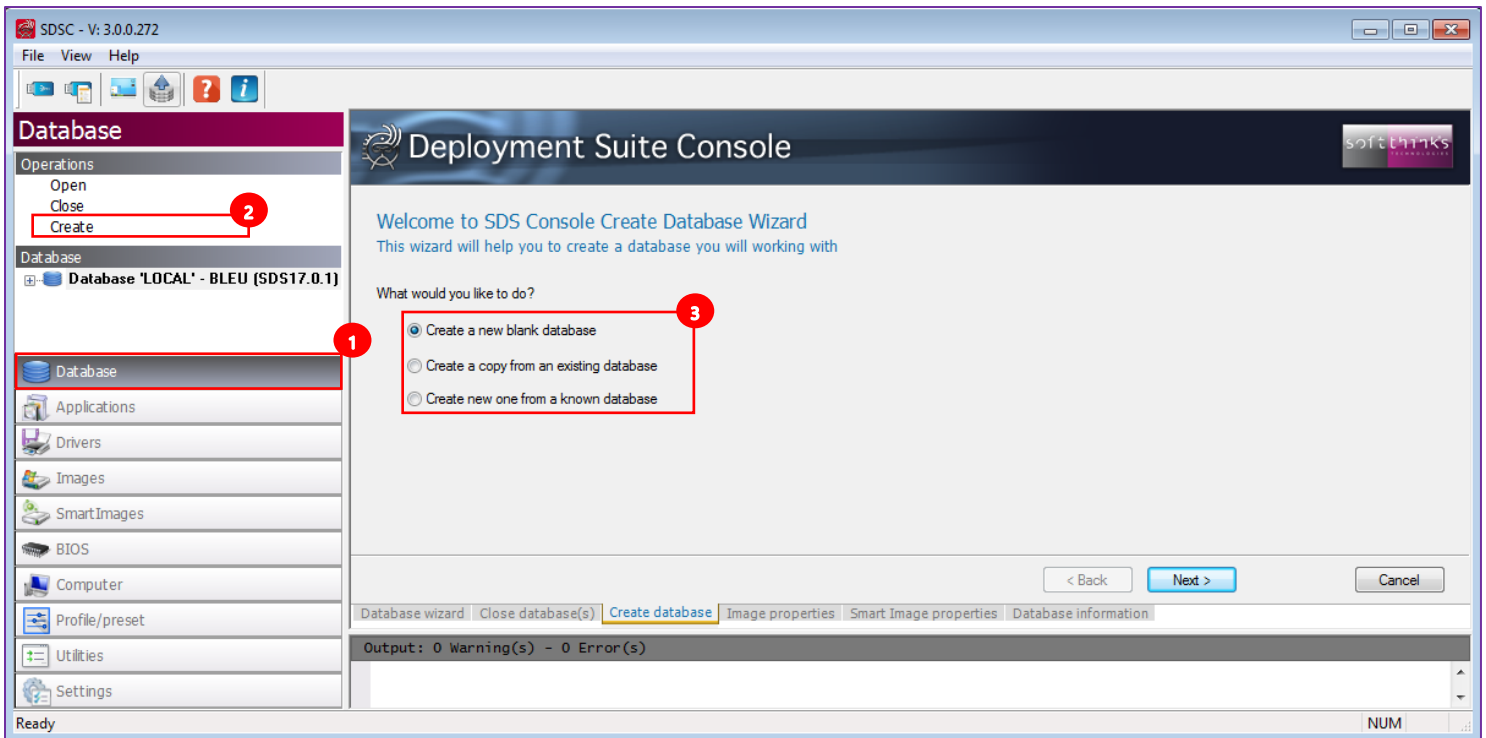 SDSC - V: 3.0.0.272
File View Help
? i
Database
Operations
Open
Close
Create
2
Database
Database 'LOCAL' - BLEU (SDS17.0.1)
1
Database
Applications
Drivers
Images
SmartImages
BIOS
Computer
Profile/preset
Utilities
Settings
Deployment Suite Console
softthinks
TECHNOLOGIES
Welcome to SDS Console Create Database Wizard
This wizard will help you to create a database you will working with
What would you like to do?
3
Create a new blank database
Create a copy from an existing database
Create new one from a known database
< Back Next > Cancel
Database wizard Close database(s) Create database Image properties Smart Image properties Database information
Output: 0 Warning(s) - 0 Error(s)
Ready NUM